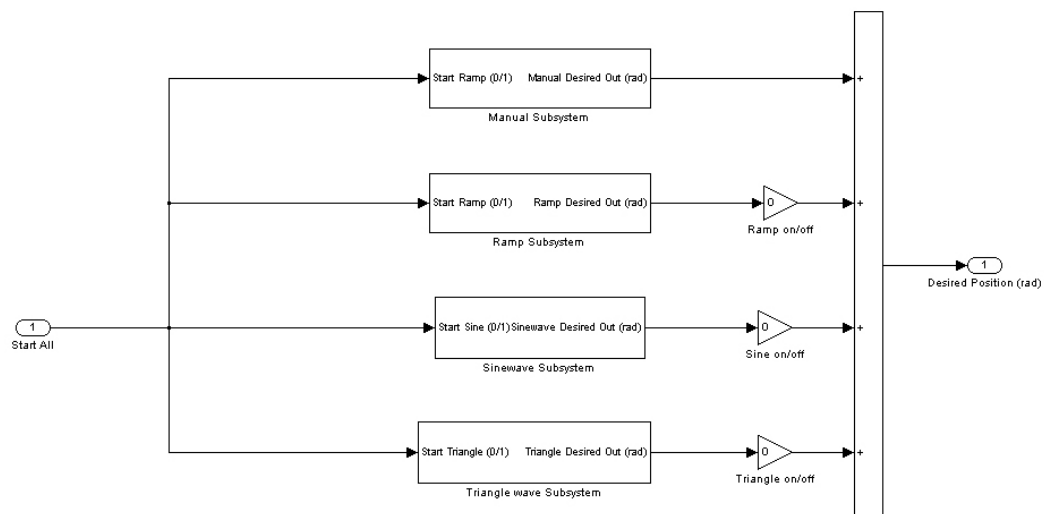 Start Ramp (0/1) Manual Desired Out (rad)
+
Manual Subsystem
Start Ramp (0/1) Ramp Desired Out (rad)
0
+
Ramp on/off
Ramp Subsystem
1
Desired Position (rad)
1
Start All
Start Sine (0/1)Sinewave Desired Out (rad)
0
+
Sine on/off
Sinewave Subsystem
Start Triangle (0/1) Triangle Desired Out (rad)
0
+
Triangle on/off
Triangle wave Subsystem